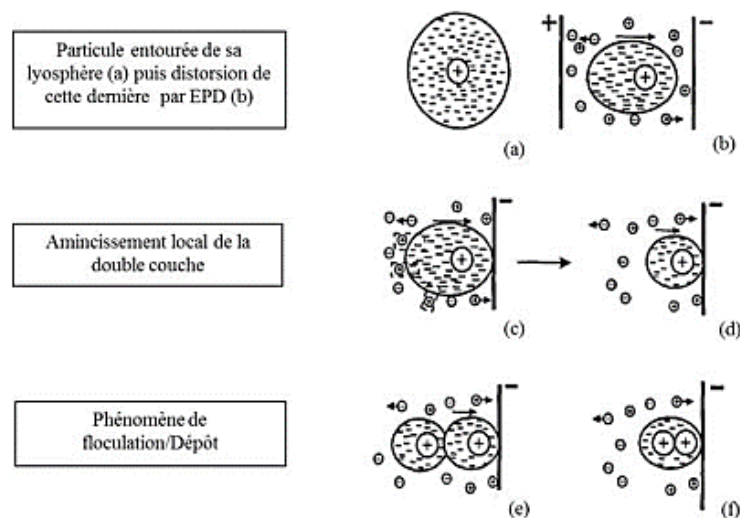 Particule entourée de sa
lyosphère (a) puis distorsion de
cette dernière par EPD (b)
+
-
+
+
(a)
(b)
Amincissement local de la
double couche
-
-
+
+
(c)
(d)
Phénomène de
floculation/Dépôt
-
-
+
+
+
+
(e)
(f)